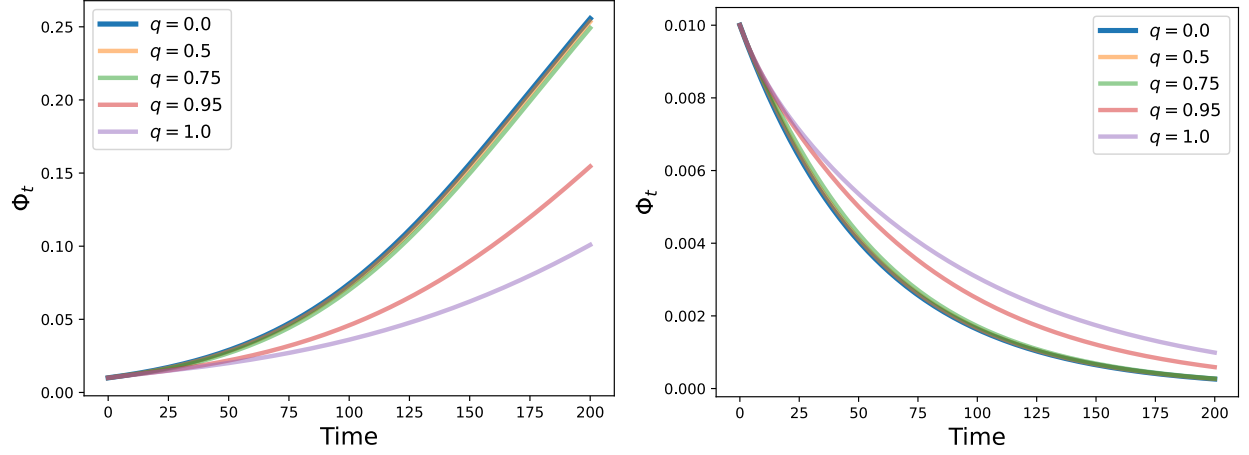 0.25
0.20
0.15
0.10
0.05
0.00
Φt
q = 0.0
q = 0.5
q = 0.75
q = 0.95
q = 1.0
0 25 50 75 100 125 150 175 200
Time
0.010
0.008
0.006
0.004
0.002
0.000
Φt
q = 0.0
q = 0.5
q = 0.75
q = 0.95
q = 1.0
0 25 50 75 100 125 150 175 200
Time